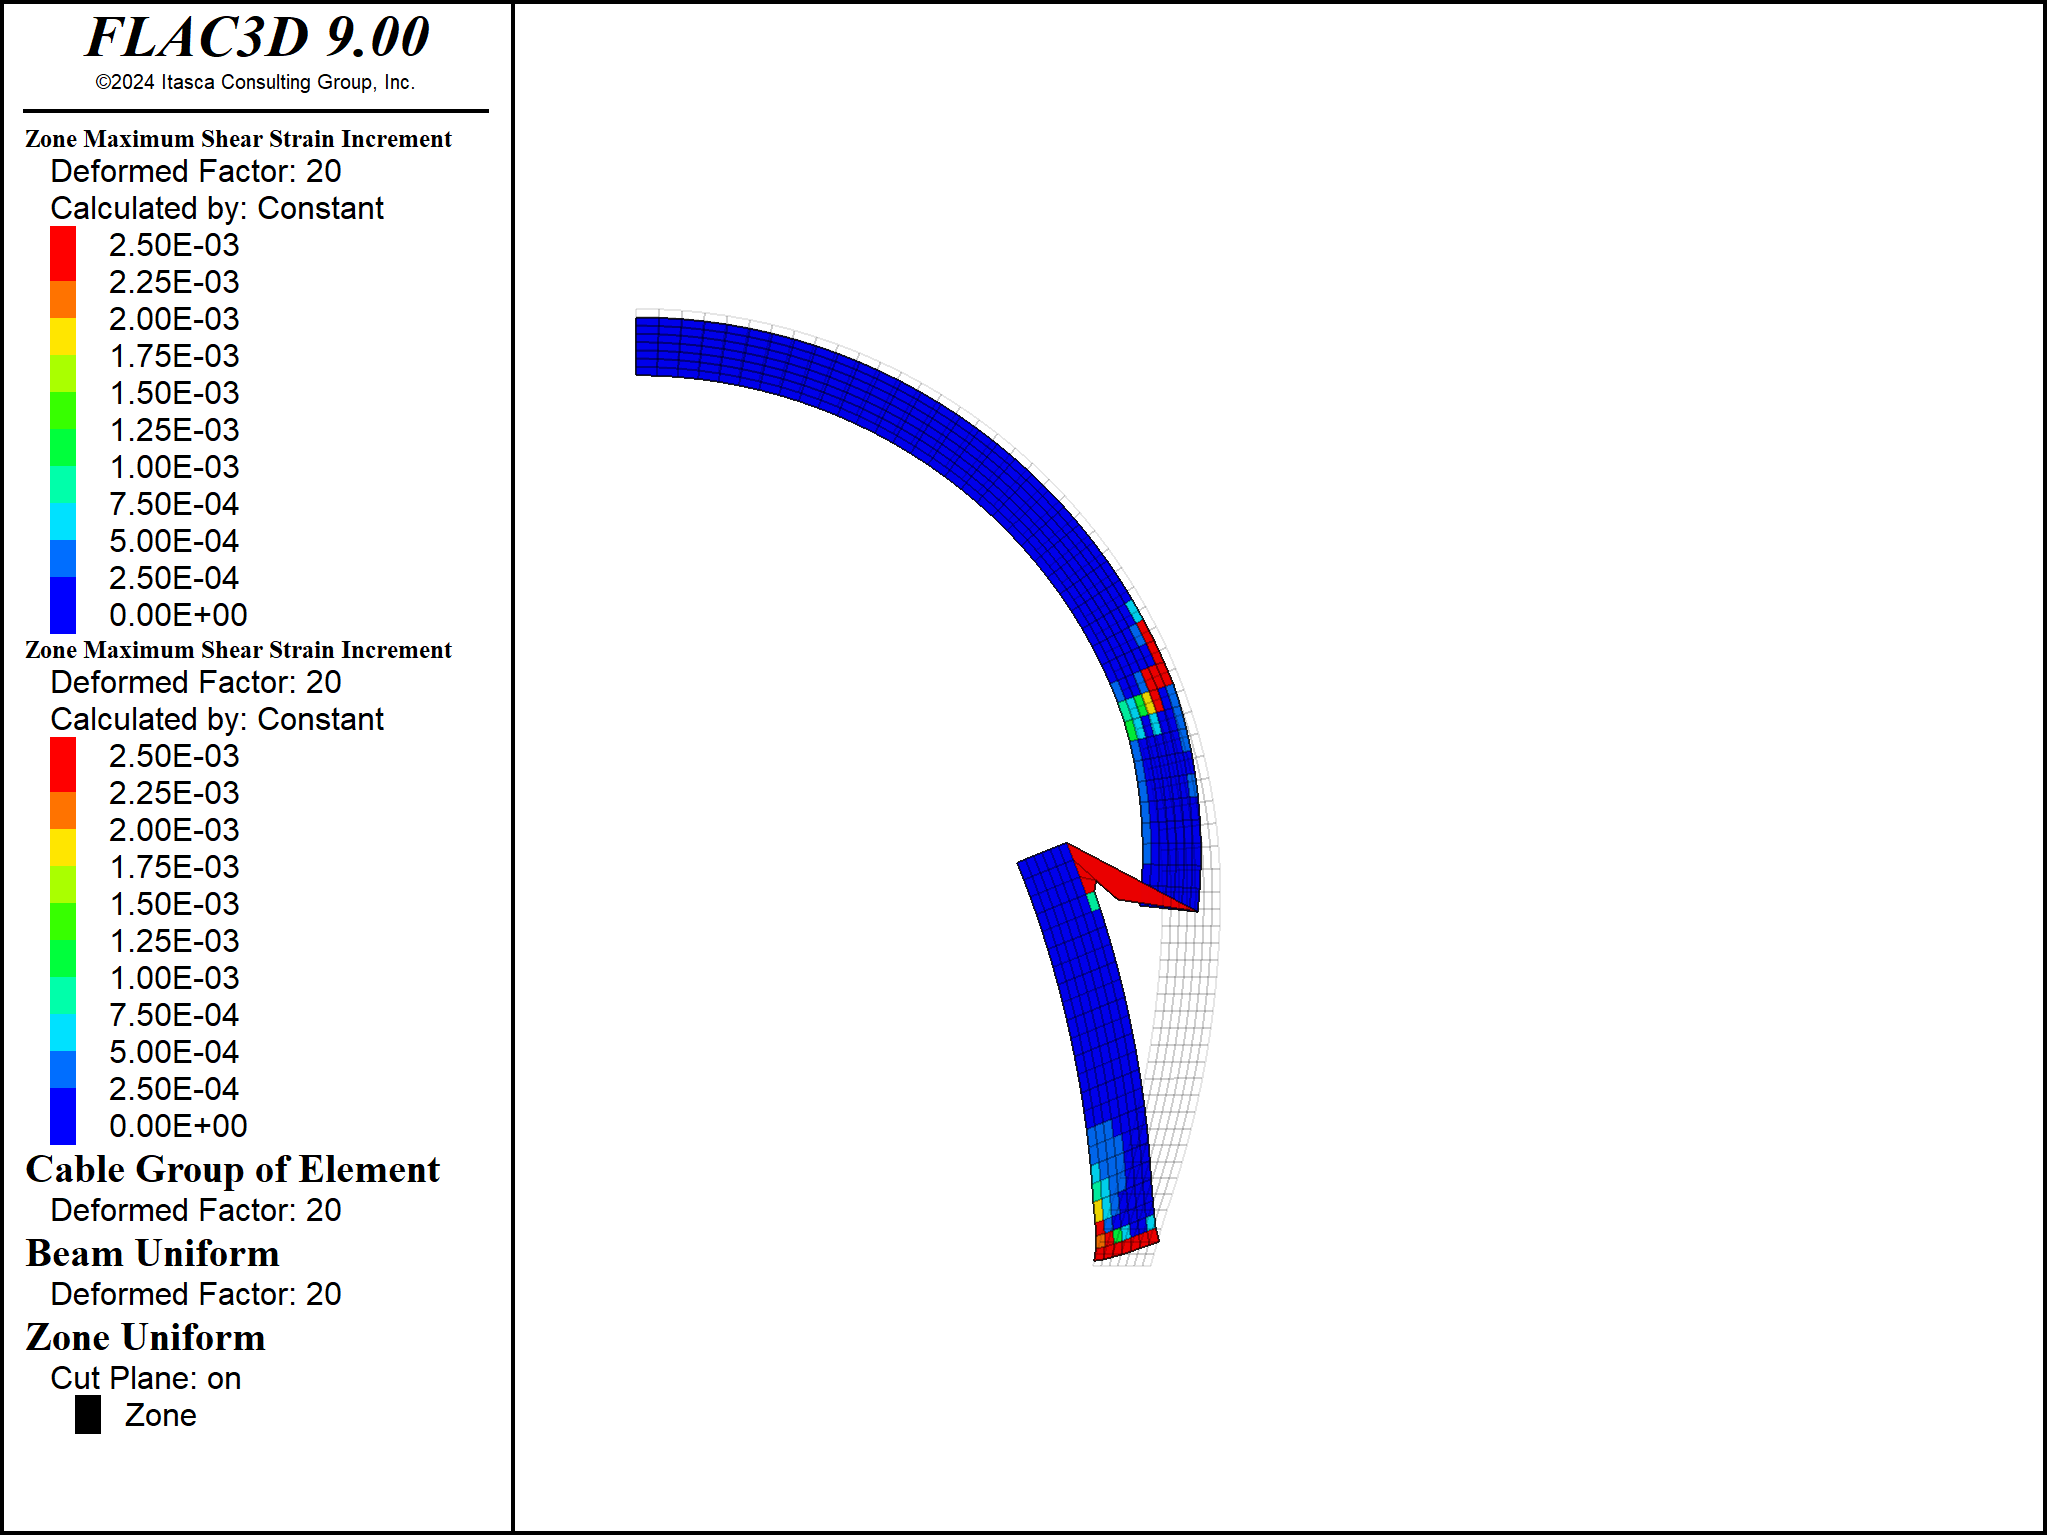 FLAC3D 9.00
©2024 Itasca Consulting Group, Inc.
Zone Maximum Shear Strain Increment
Deformed Factor: 20
Calculated by: Constant
2.50E-03
2.25E-03
2.00E-03
1.75E-03
1.50E-03
1.25E-03
1.00E-03
7.50E-04
5.00E-04
2.50E-04
0.00E+00
Zone Maximum Shear Strain Increment
Deformed Factor: 20
Calculated by: Constant
2.50E-03
2.25E-03
2.00E-03
1.75E-03
1.50E-03
1.25E-03
1.00E-03
7.50E-04
5.00E-04
2.50E-04
0.00E+00
Cable Group of Element
Deformed Factor: 20
Beam Uniform
Deformed Factor: 20
Zone Uniform
Cut Plane: on
Zone